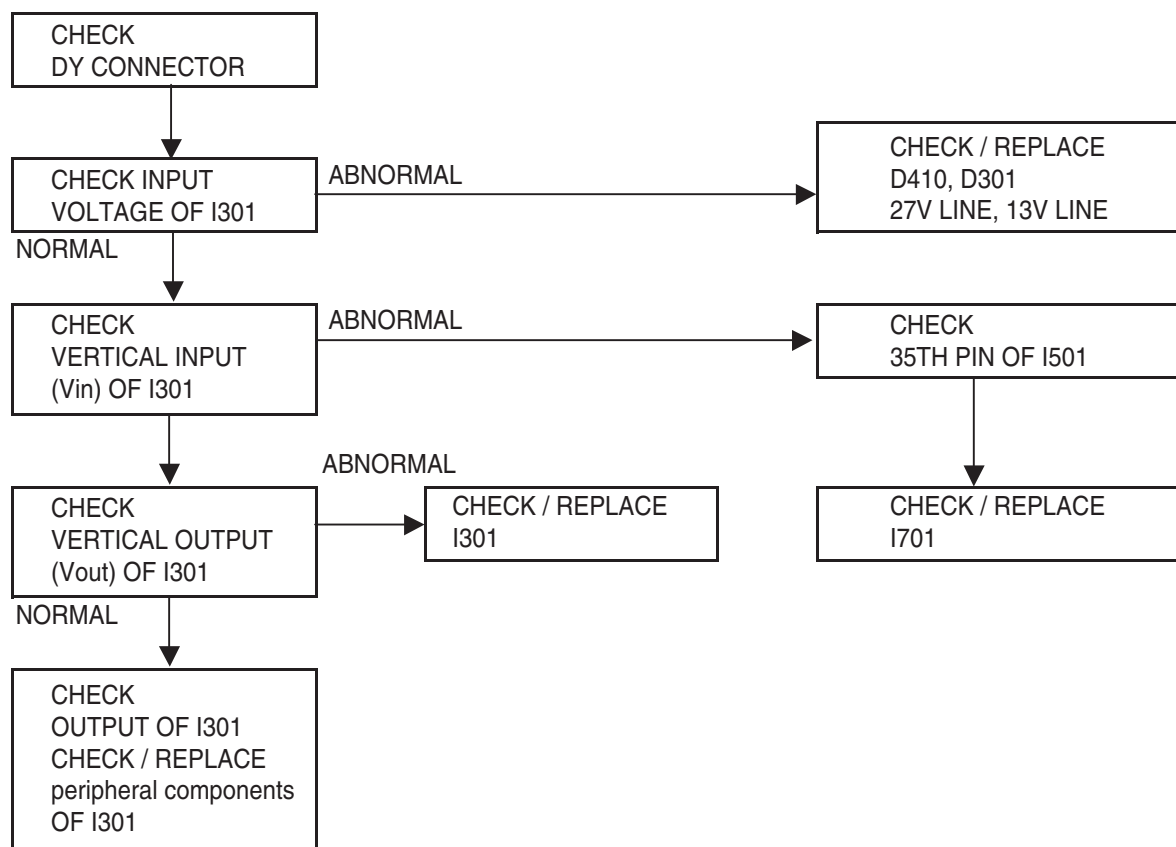 CHECK
DY CONNECTOR
CHECK INPUT
VOLTAGE OF I301
ABNORMAL
CHECK / REPLACE
D410, D301
27V LINE, 13V LINE
NORMAL
CHECK
VERTICAL INPUT
(Vin) OF I301
ABNORMAL
CHECK
35TH PIN OF I501
CHECK
VERTICAL OUTPUT
(Vout) OF I301
ABNORMAL
CHECK / REPLACE
I301
CHECK / REPLACE
I701
NORMAL
CHECK
OUTPUT OF I301
CHECK / REPLACE
peripheral components
OF I301